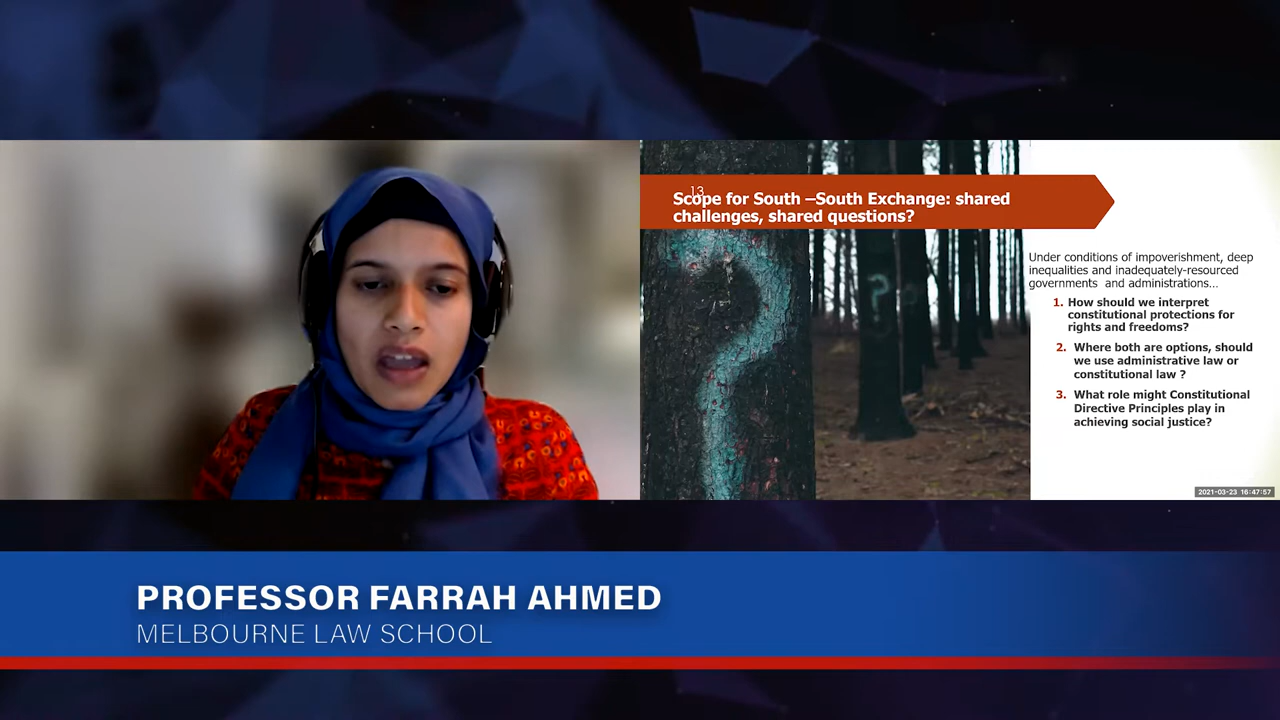 13
Scope for South –South Exchange: shared
challenges, shared questions?
Under conditions of impoverishment, deep
inequalities and inadequately-resourced
governments and administrations…
1. How should we interpret
constitutional protections for
rights and freedoms?
2. Where both are options, should
we use administrative law or
constitutional law ?
3. What role might Constitutional
Directive Principles play in
achieving social justice?
2021-03-23 16:47:57
PROFESSOR FARRAH AHMED
MELBOURNE LAW SCHOOL